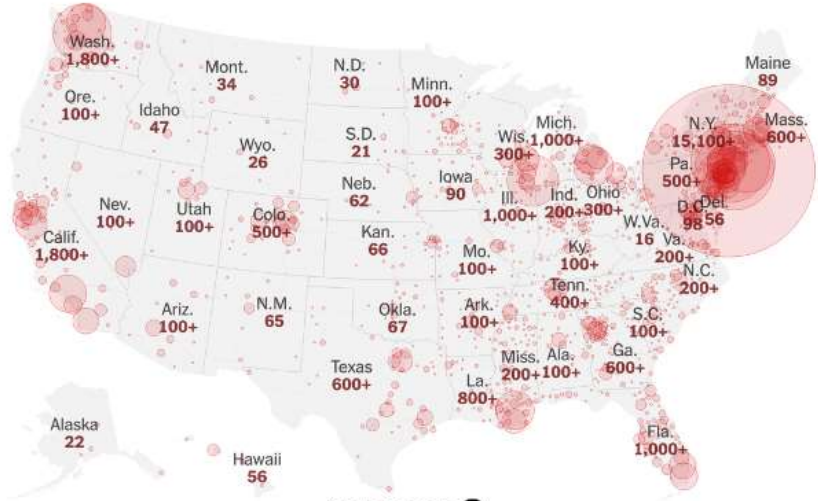 Wash.
1,800+
Mont.
34
N.D.
30
Minn.
100+
Maine
89
Ore.
100+
Idaho
47
Wyo.
26
S.D.
21
Wis.
300+
Mich.
1,000+
N.Y.
15,100+
Mass.
600+
Nev.
100+
Utah
100+
Colo.
500+
Neb.
62
Iowa
90
Ill.
1,000+
Ind.
200+
Ohio
300+
Pa.
500+
D.C.
98
Del.
56
Calif.
1,800+
Kan.
66
Mo.
100+
Ky.
100+
W.Va.
16
Va.
200+
N.C.
200+
Ariz.
100+
N.M.
65
Okla.
67
Ark.
100+
Tenn.
400+
S.C.
100+
Texas
600+
La.
800+
Miss.
200+
Ala.
100+
Ga.
600+
Alaska
22
Hawaii
56
Fla.
1,000+